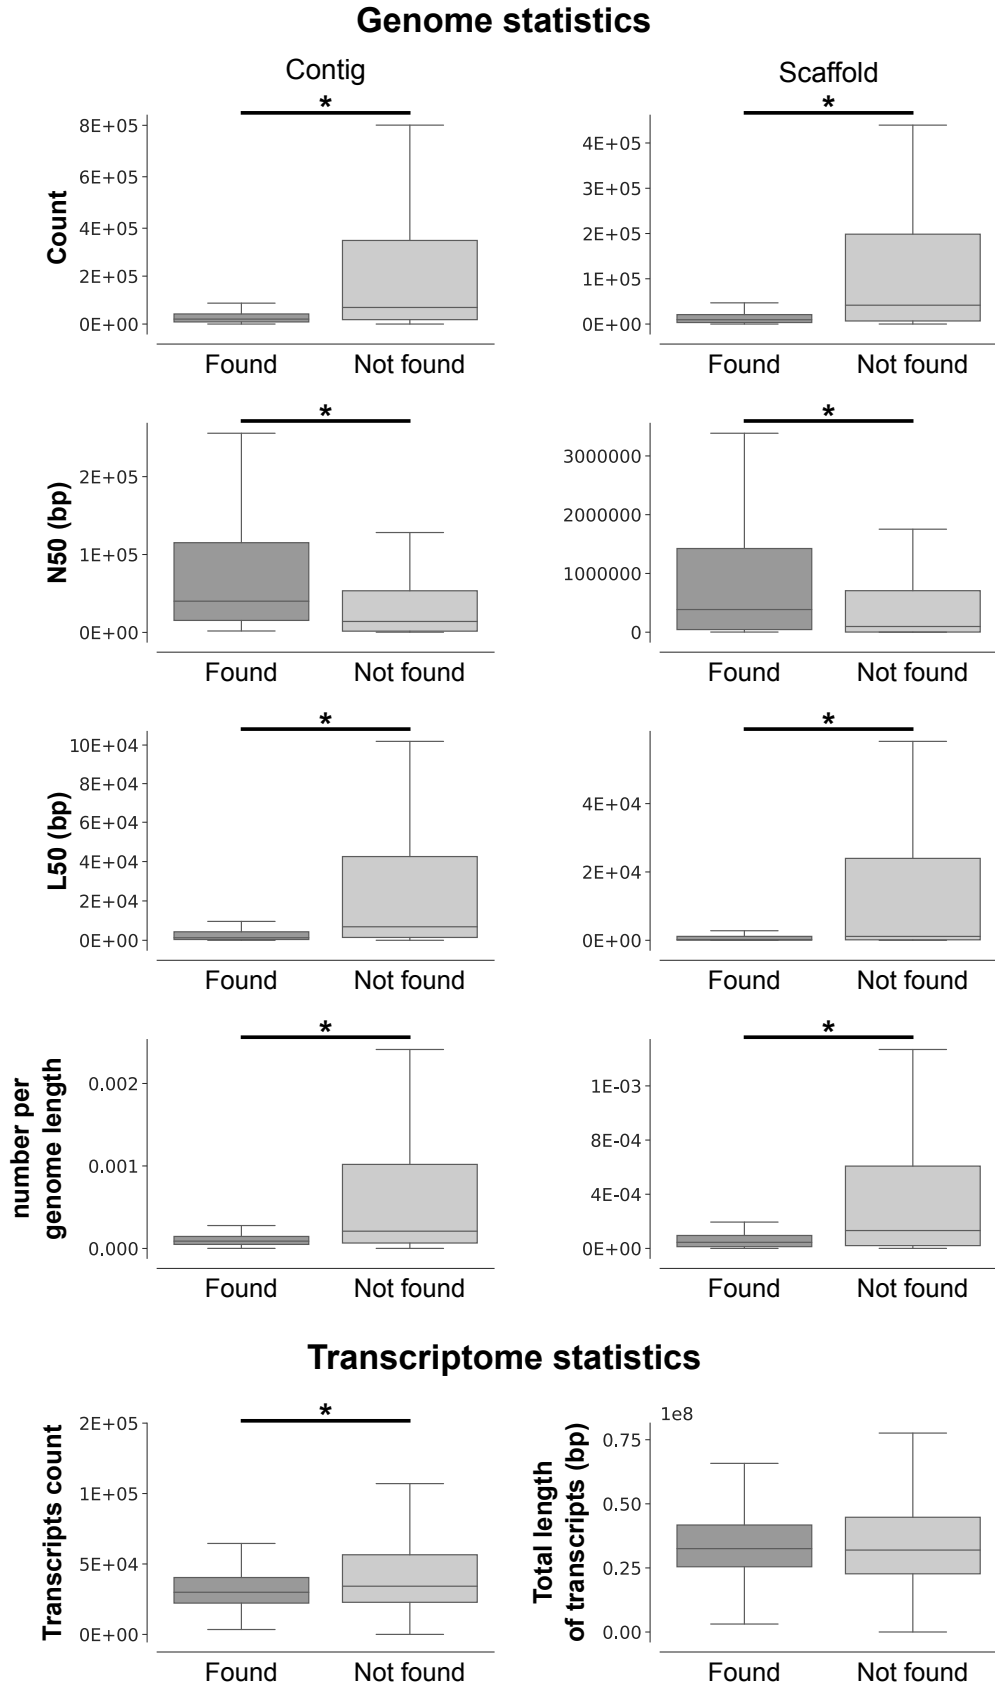 Genome statistics
Contig
Scaffold
Count
*
8E+05
6E+05
4E+05
2E+05
0E+00
Found
Not found
*
4E+05
3E+05
2E+05
1E+05
0E+00
Found
Not found
N50 (bp)
*
2E+05
1E+05
0E+00
Found
Not found
*
3000000
2000000
1000000
0
Found
Not found
L50 (bp)
*
10E+04
8E+04
6E+04
4E+04
2E+04
0E+00
Found
Not found
*
4E+04
2E+04
0E+00
Found
Not found
number per
genome length
*
0.002
0.001
0.000
Found
Not found
*
1E-03
8E-04
4E-04
0E+00
Found
Not found
Transcriptome statistics
Transcripts count
*
2E+05
1E+05
5E+04
0E+00
Found
Not found
Total length
of transcripts (bp)
1e8
0.75
0.50
0.25
0.00
Found
Not found